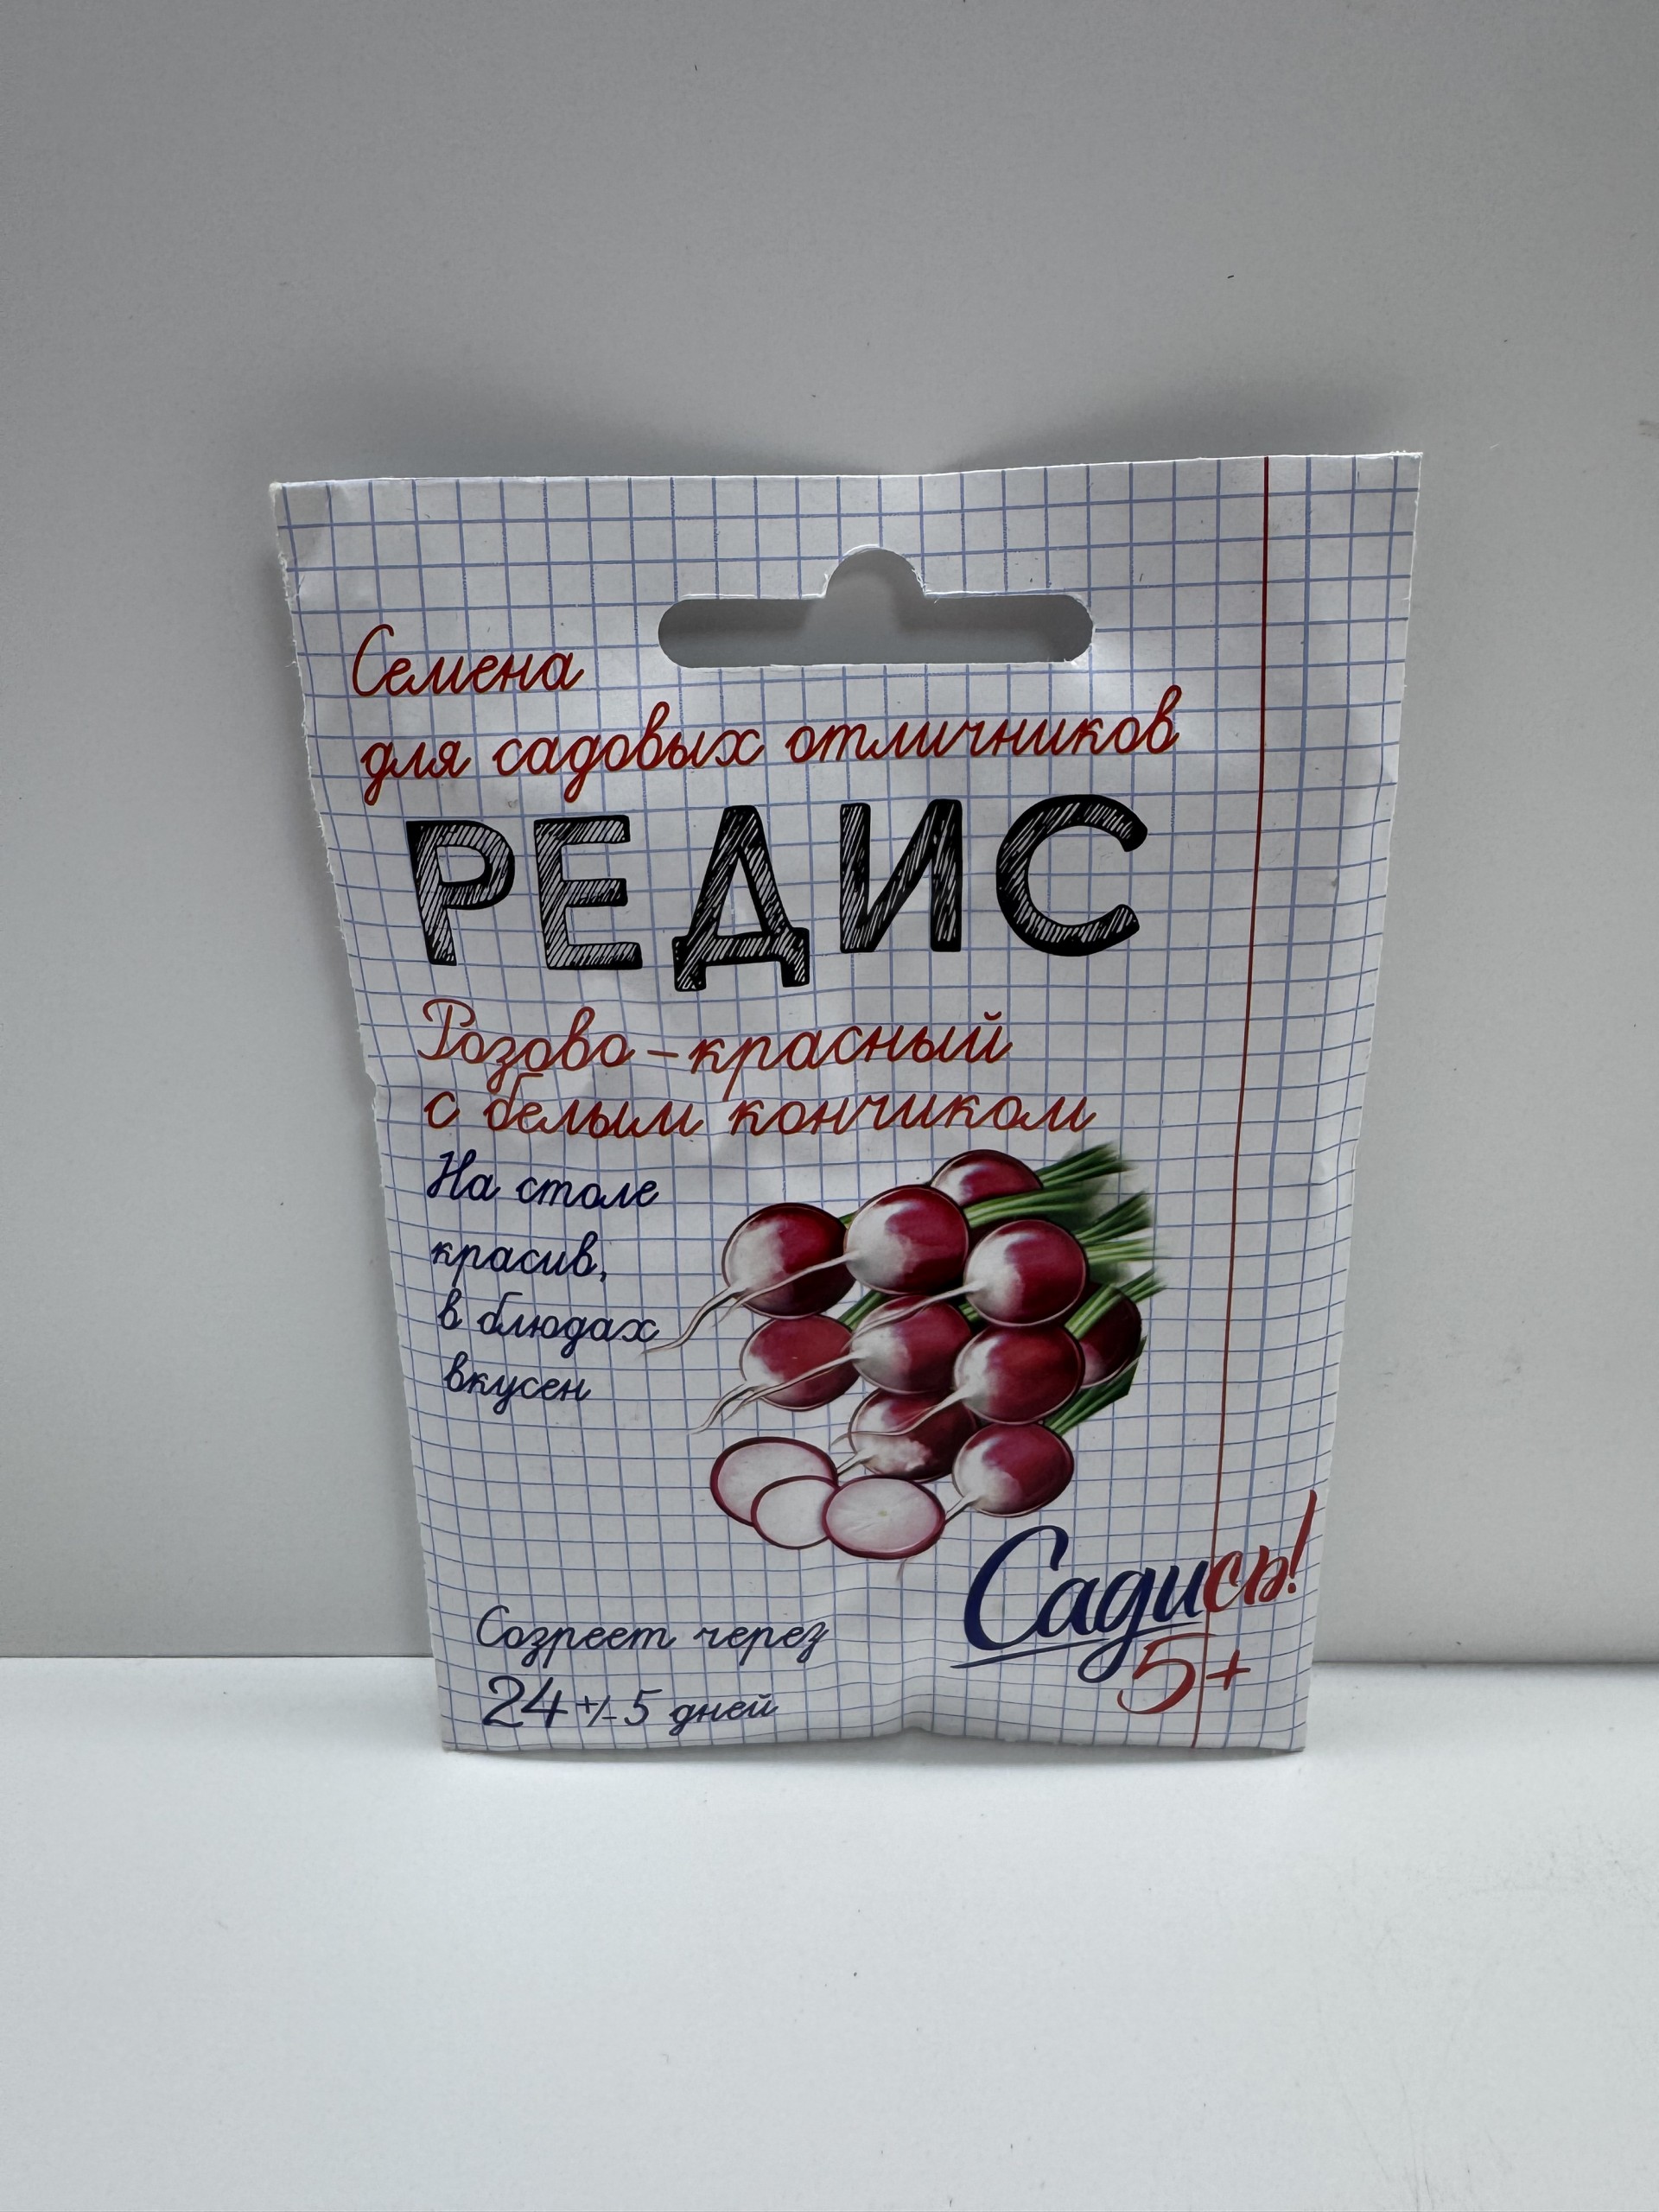 Семена
для садовых отличников
РЕДИС
Розово-красный
с белым кончиком
На столе
красив,
в блюдах
вкусен
Садись!
5+
Созреет через
24 +/- 5 дней